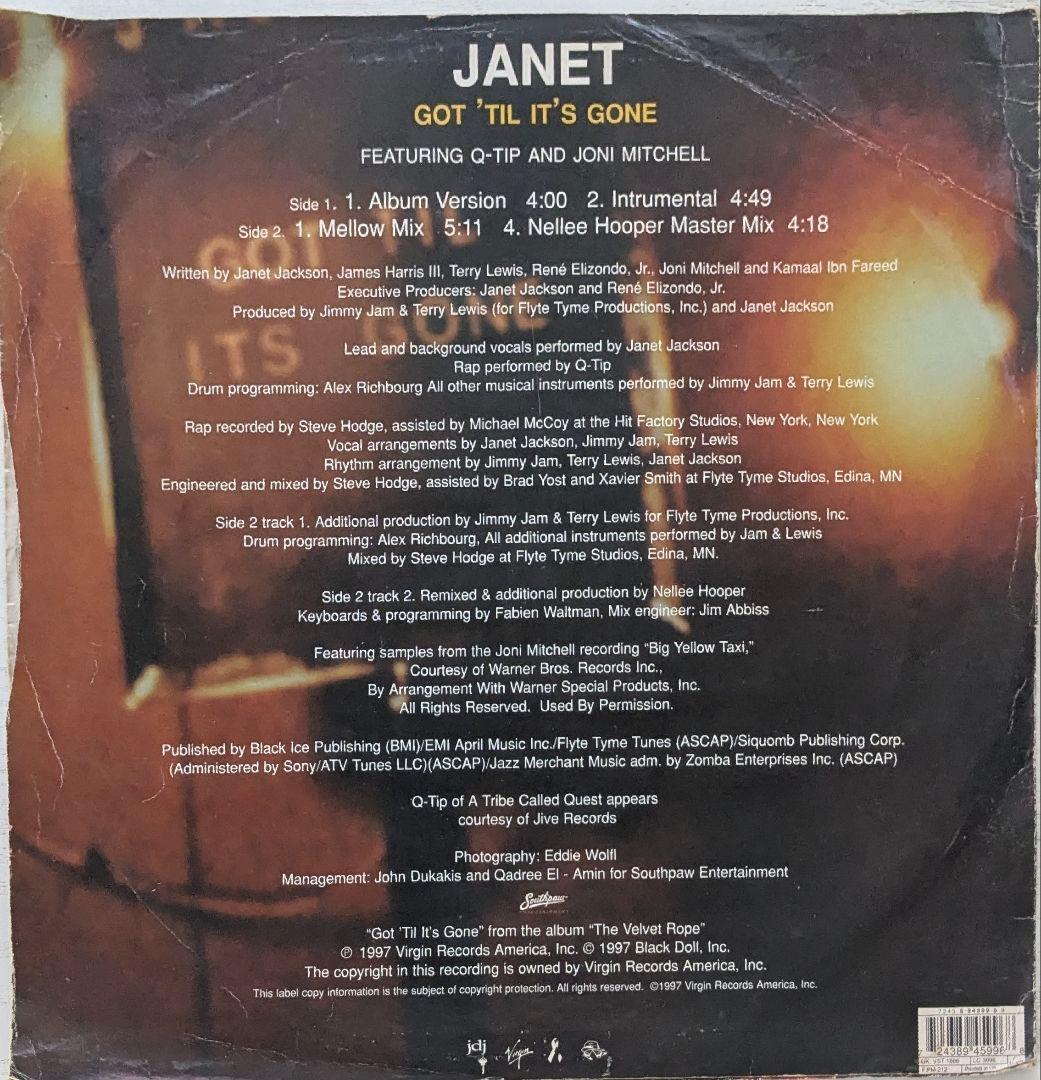 JANET
GOT 'TIL IT'S GONE
FEATURING Q-TIP AND JONI MITCHELL
Side 1. 1. Album Version 4:00 2. Intrumental 4:49
Side 2. 1. Mellow Mix 5:11 4. Nellee Hooper Master Mix 4:18
GOT 'TIL
ITS GONE
Written by Janet Jackson, James Harris III, Terry Lewis, René Elizondo, Jr., Joni Mitchell and Kamaal Ibn Fareed
Executive Producers: Janet Jackson and René Elizondo, Jr.
Produced by Jimmy Jam & Terry Lewis (for Flyte Tyme Productions, Inc.) and Janet Jackson
Lead and background vocals performed by Janet Jackson
Rap performed by Q-Tip
Drum programming: Alex Richbourg All other musical instruments performed by Jimmy Jam & Terry Lewis
Rap recorded by Steve Hodge, assisted by Michael McCoy at the Hit Factory Studios, New York, New York
Vocal arrangements by Janet Jackson, Jimmy Jam, Terry Lewis
Rhythm arrangement by Jimmy Jam, Terry Lewis, Janet Jackson
Engineered and mixed by Steve Hodge, assisted by Brad Yost and Xavier Smith at Flyte Tyme Studios, Edina, MN
Side 2 track 1. Additional production by Jimmy Jam & Terry Lewis for Flyte Tyme Productions, Inc.
Drum programming: Alex Richbourg, All additional instruments performed by Jam & Lewis
Mixed by Steve Hodge at Flyte Tyme Studios, Edina, MN.
Side 2 track 2. Remixed & additional production by Nellee Hooper
Keyboards & programming by Fabien Waltman, Mix engineer: Jim Abbiss
Featuring samples from the Joni Mitchell recording “Big Yellow Taxi,”
Courtesy of Warner Bros. Records Inc.,
By Arrangement With Warner Special Products, Inc.
All Rights Reserved. Used By Permission.
Published by Black Ice Publishing (BMI)/EMI April Music Inc./Flyte Tyme Tunes (ASCAP)/Siquomb Publishing Corp.
(Administered by Sony/ATV Tunes LLC)(ASCAP)/Jazz Merchant Music adm. by Zomba Enterprises Inc. (ASCAP)
Q-Tip of A Tribe Called Quest appears
courtesy of Jive Records
Photography: Eddie Wolfl
Management: John Dukakis and Qadree El - Amin for Southpaw Entertainment
Southpaw
ENTERTAINMENT
“Got 'Til It's Gone” from the album “The Velvet Rope”
℗ 1997 Virgin Records America, Inc. © 1997 Black Doll, Inc.
The copyright in this recording is owned by Virgin Records America, Inc.
This label copy information is the subject of copyright protection. All rights reserved. ©1997 Virgin Records America, Inc.
jdj Virgin
24389 45996
F:PM 212 Printed in